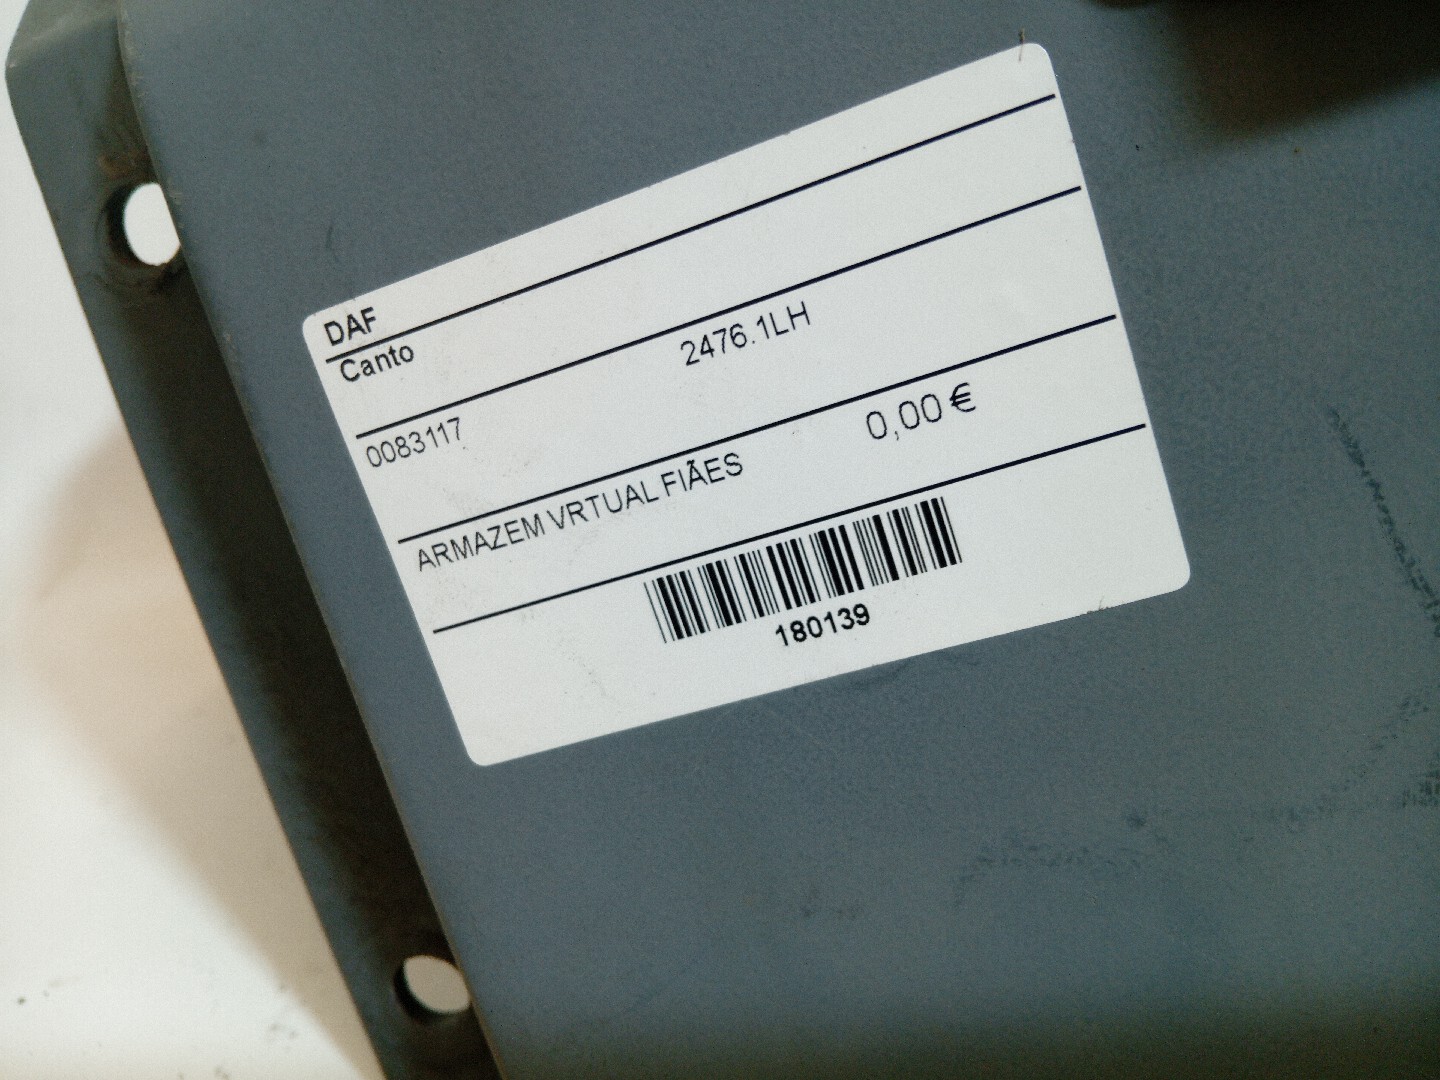 DAF
Canto
0083117 2476.1LH
ARMAZEM VRTUAL FIÃES 0,00 €
180139